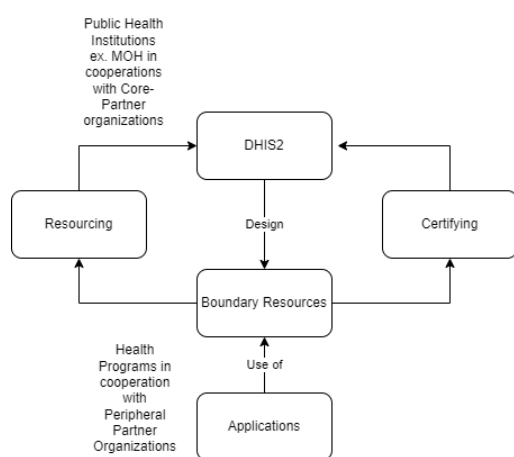 Public Health
Institutions
ex. MOH in
cooperations
with Core-
Partner
organizations
DHIS2
Resourcing
Design
Certifying
Boundary Resources
Health
Programs in
cooperation
with
Peripheral
Partner
Organizations
Use of
Applications